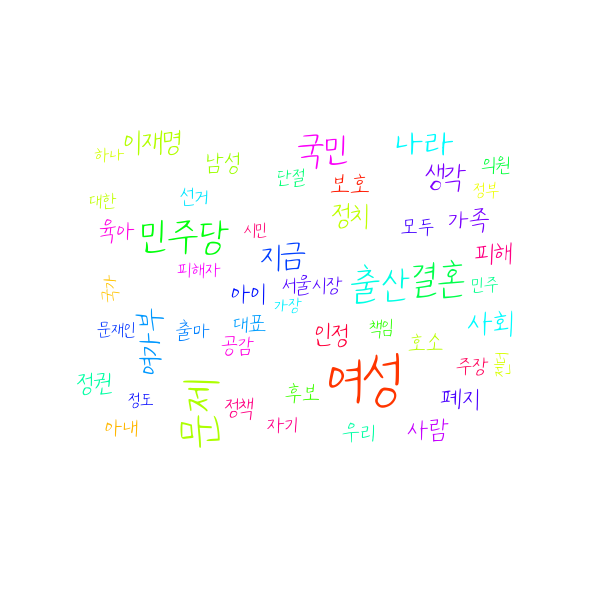 이재명
국민
나라
하나
남성
단절
보호
생각
의원
정부
대한
선거
육아
민주당
시민
정치
모두
가족
지금
피해
피해자
국가
아이
서울시장
가장
출산
결혼
민주
문재인
여가부
출마
대표
공감
인정
책임
호소
사회
정권
정도
문제
정책
후보
여성
주장
폐지
아내
자기
우리
사람